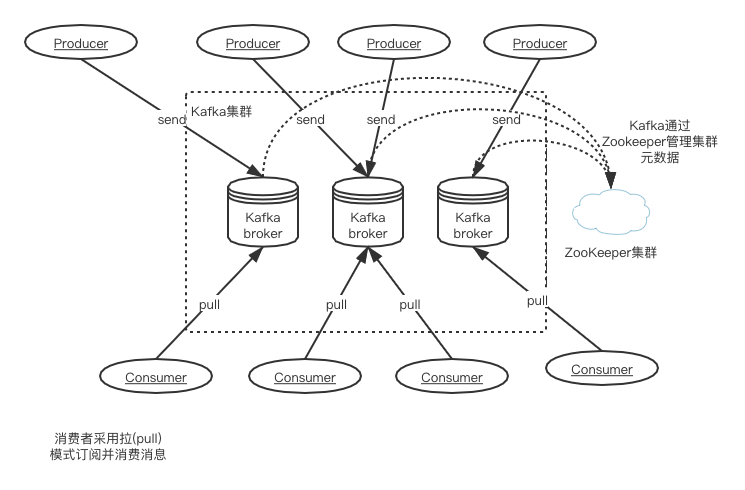 Producer
Producer
Producer
Producer
Kafka集群
send
send
send
send
Kafka通过
Zookeeper管理集群
元数据
Kafka
broker
Kafka
broker
Kafka
broker
ZooKeeper集群
pull
pull
pull
pull
Consumer
Consumer
Consumer
Consumer
消费者采用拉(pull)
模式订阅并消费消息